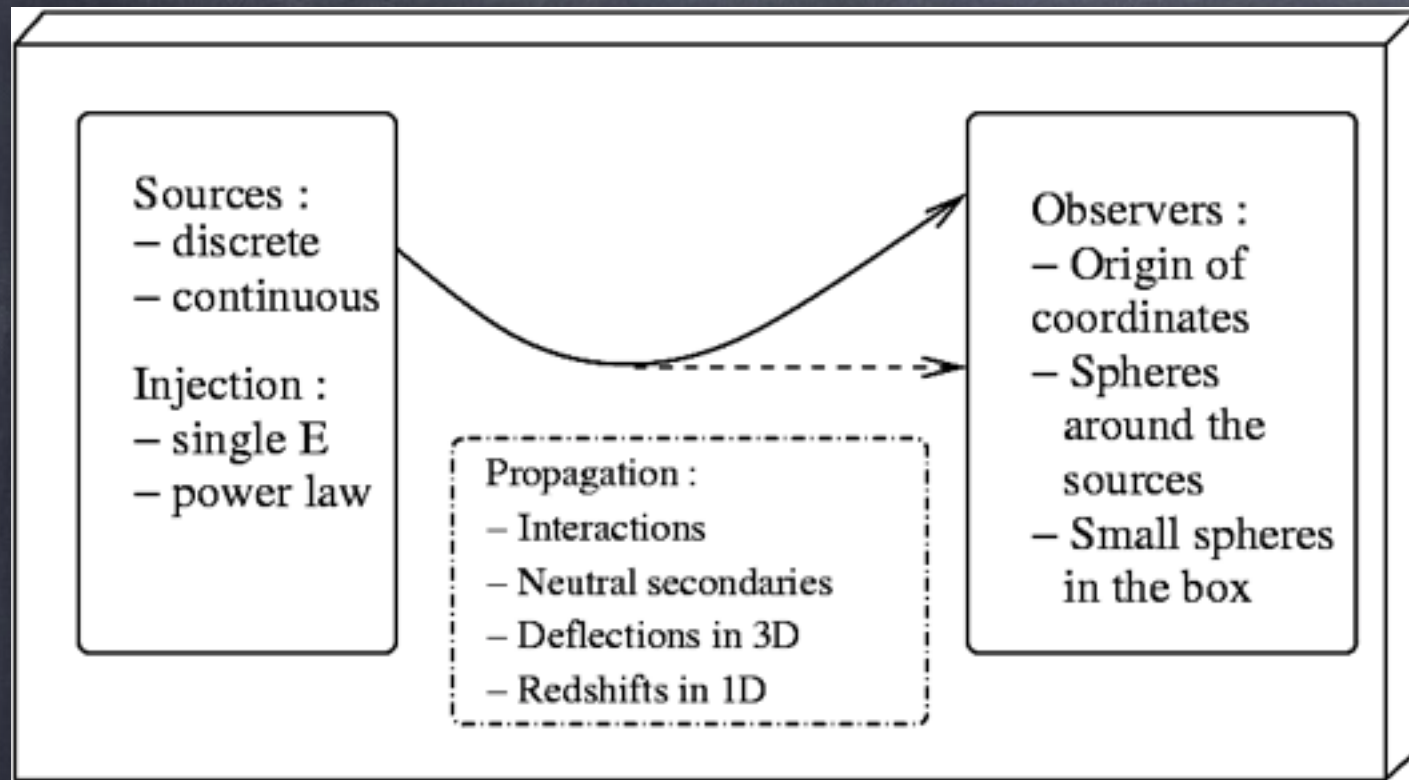 Sources :
– discrete
– continuous
Injection :
– single E
– power law
Propagation :
– Interactions
– Neutral secondaries
– Deflections in 3D
– Redshifts in 1D
Observers :
– Origin of
coordinates
– Spheres
around the
sources
– Small spheres
in the box